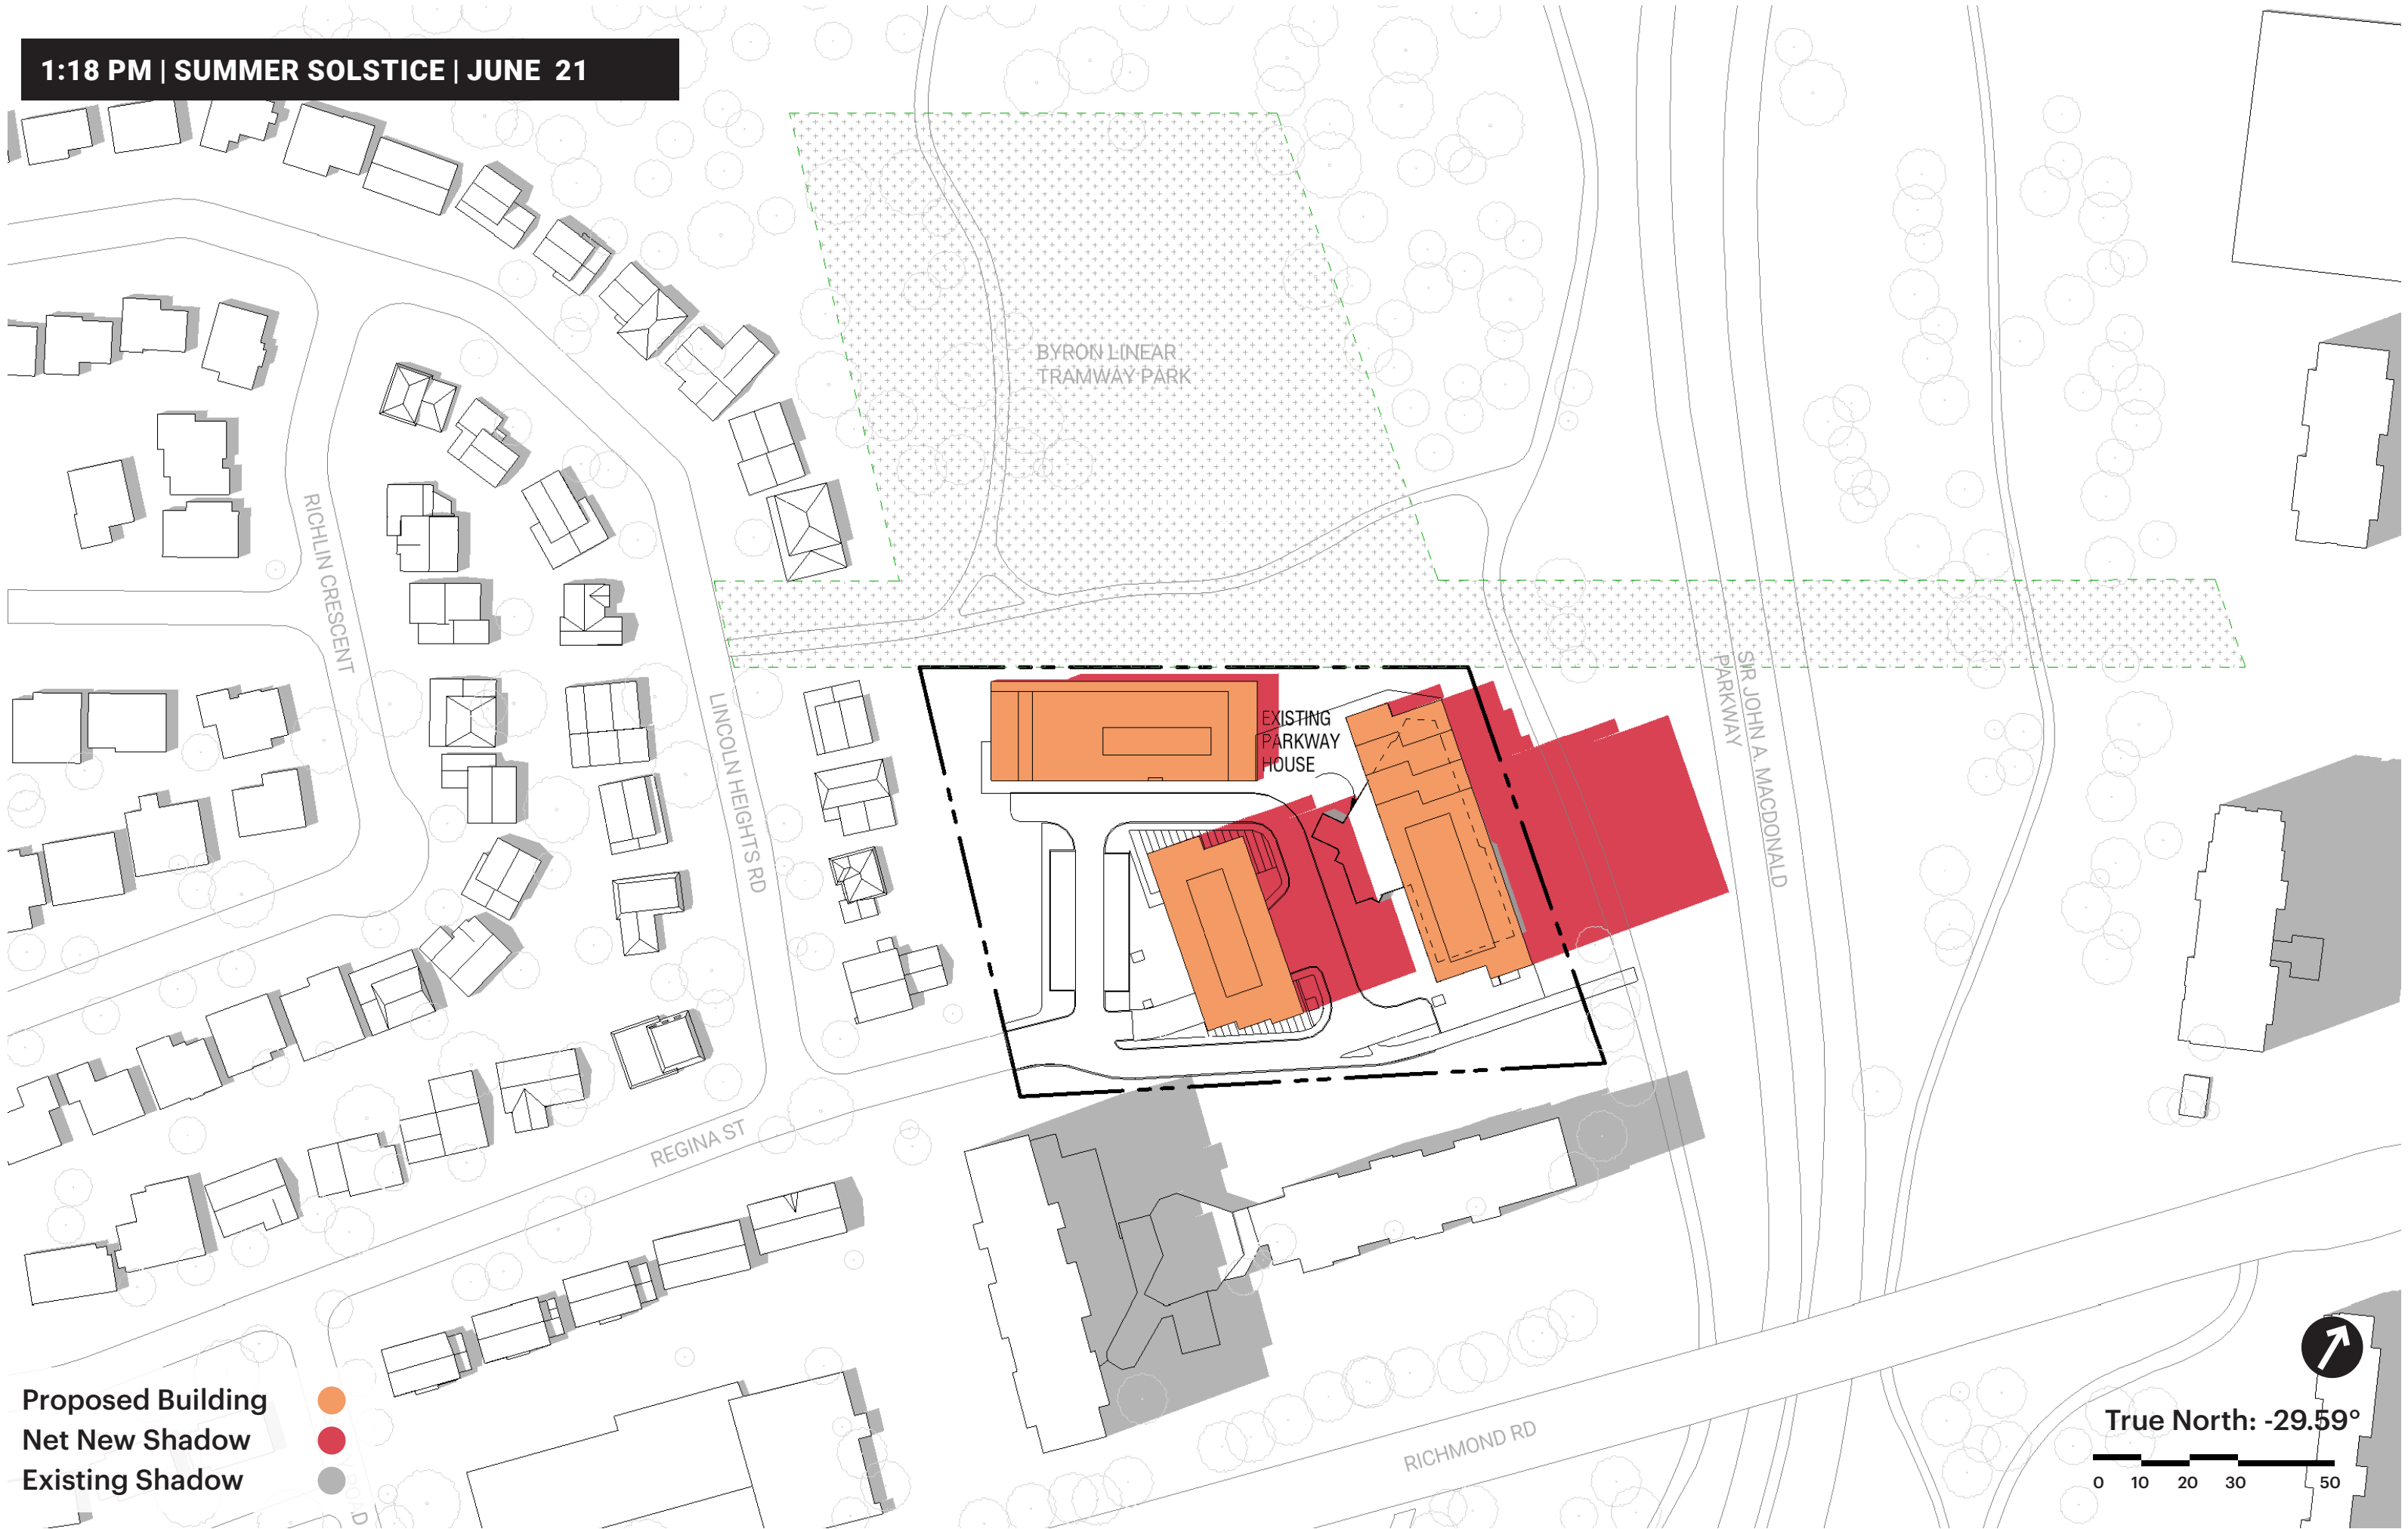 1:18 PM | SUMMER SOLSTICE | JUNE 21
BYRON LINEAR
TRAMWAY PARK
RICHLIN CRESCENT
LINCOLN HEIGHTS RD
SIR JOHN A. MACDONALD
PARKWAY
EXISTING
PARKWAY
HOUSE
REGINA ST
RICHMOND RD
Proposed Building
Net New Shadow
Existing Shadow
True North: -29.59°
0 10 20 30 50